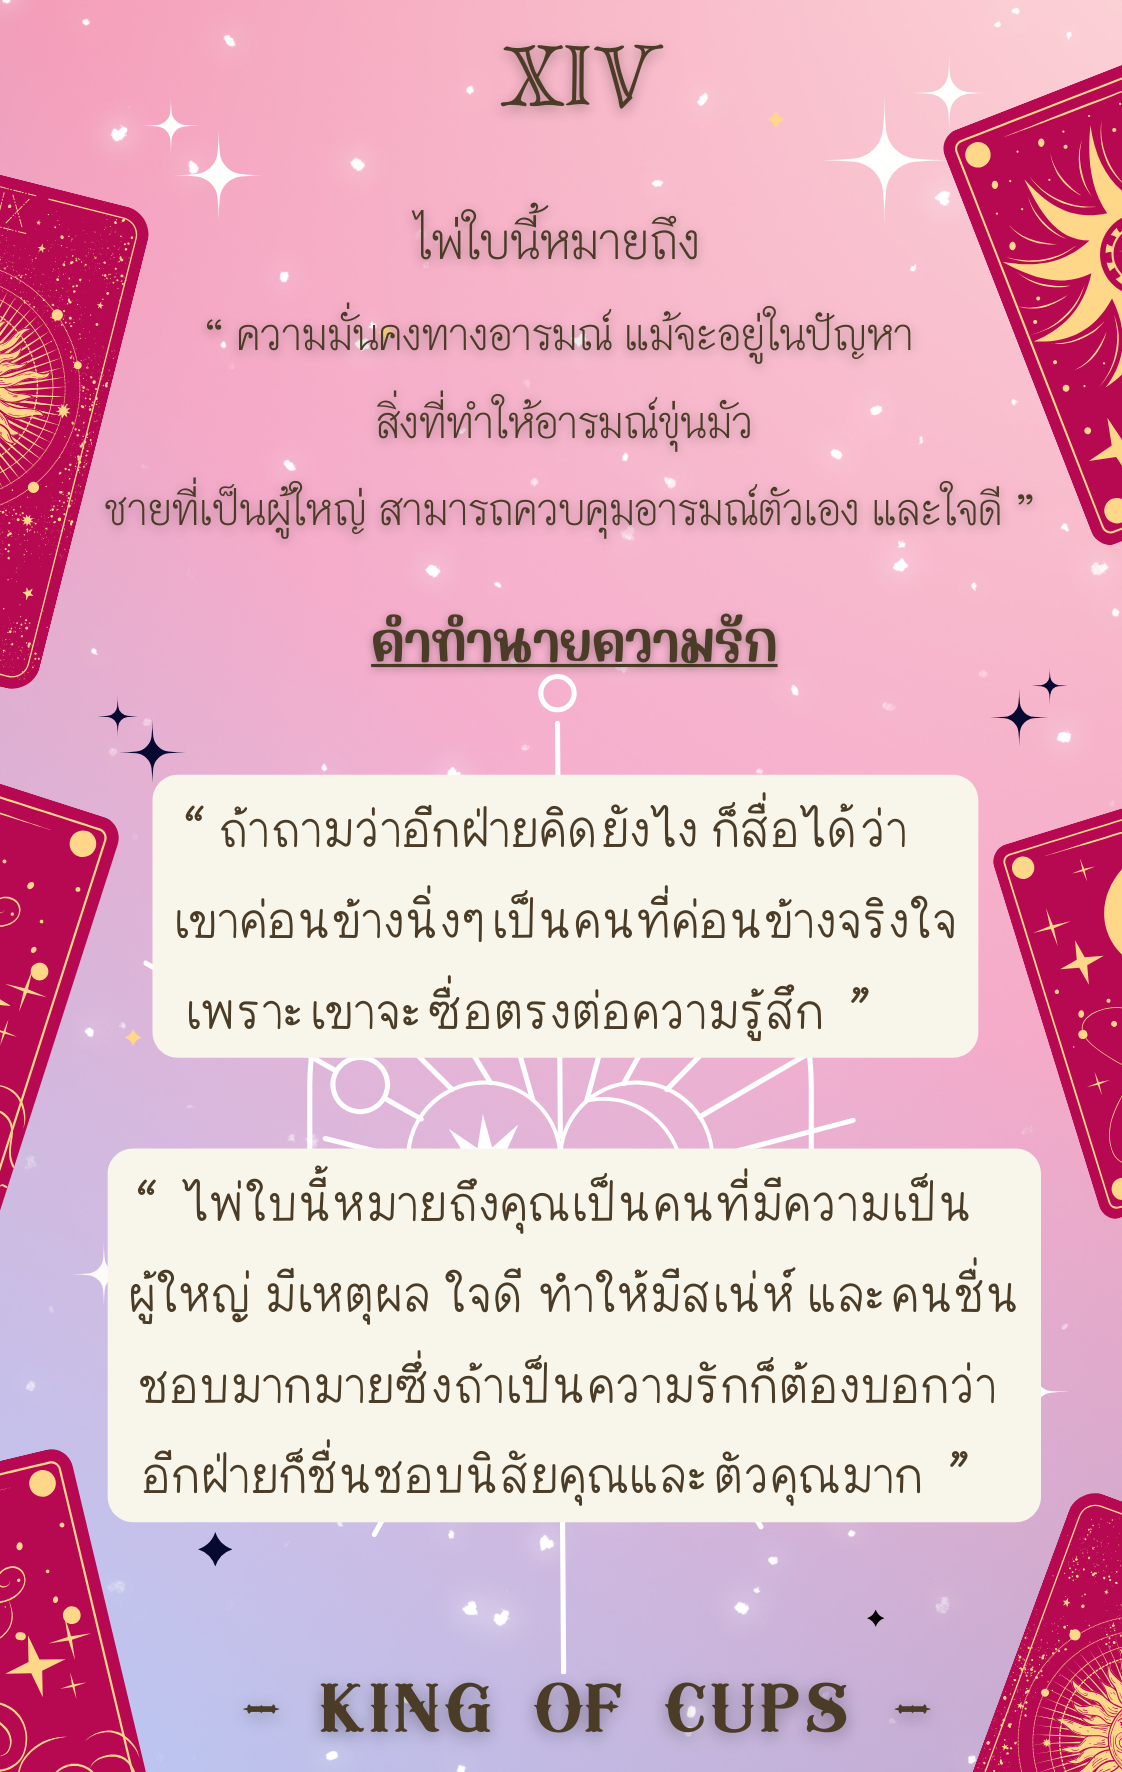 XIV
ไพ่ใบนี้หมายถึง
“ ความมั่นคงทางอารมณ์ แม้จะอยู่ในปัญหา
สิ่งที่ทำให้อารมณ์ขุ่นมัว
ชายที่เป็นผู้ใหญ่ สามารถควบคุมอารมณ์ตัวเอง และใจดี ”
คำทำนายความรัก
“ ถ้าถามว่าอีกฝ่ายคิดยังไง ก็สื่อได้ว่า
เขาค่อนข้างนิ่งๆ เป็นคนที่ค่อนข้างจริงใจ
เพราะเขาจะซื่อตรงต่อความรู้สึก ”
“ ไพ่ใบนี้หมายถึงคุณเป็นคนที่มีความเป็น
ผู้ใหญ่ มีเหตุผล ใจดี ทำให้มีสเน่ห์ และคนชื่น
ชอบมากมายซึ่งถ้าเป็นความรักก็ต้องบอกว่า
อีกฝ่ายก็ชื่นชอบนิสัยคุณและตัวคุณมาก ”
- KING OF CUPS -